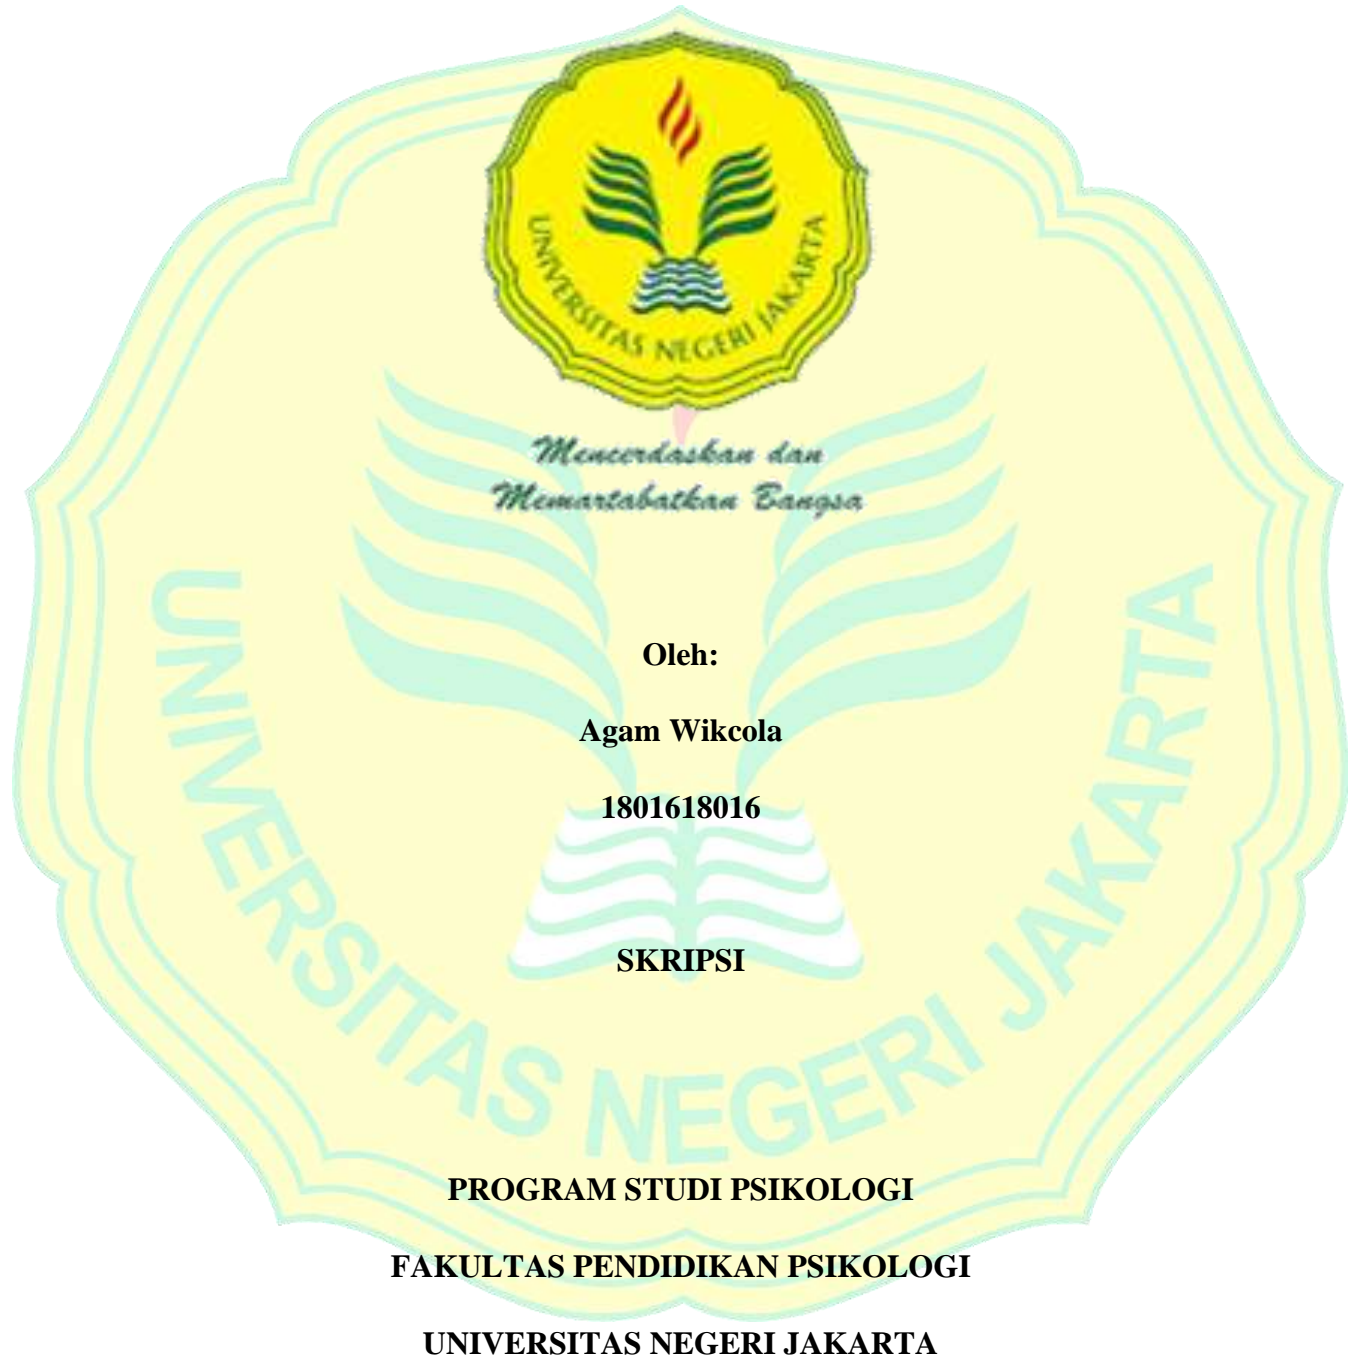 UNIVERSITAS NEGERI JAKARTA
Mencerdaskan dan
Memartabatkan Bangsa
UNIVERSITAS NEGERI JAKARTA
Oleh:
Agam Wikcola
1801618016
SKRIPSI
PROGRAM STUDI PSIKOLOGI
FAKULTAS PENDIDIKAN PSIKOLOGI
UNIVERSITAS NEGERI JAKARTA